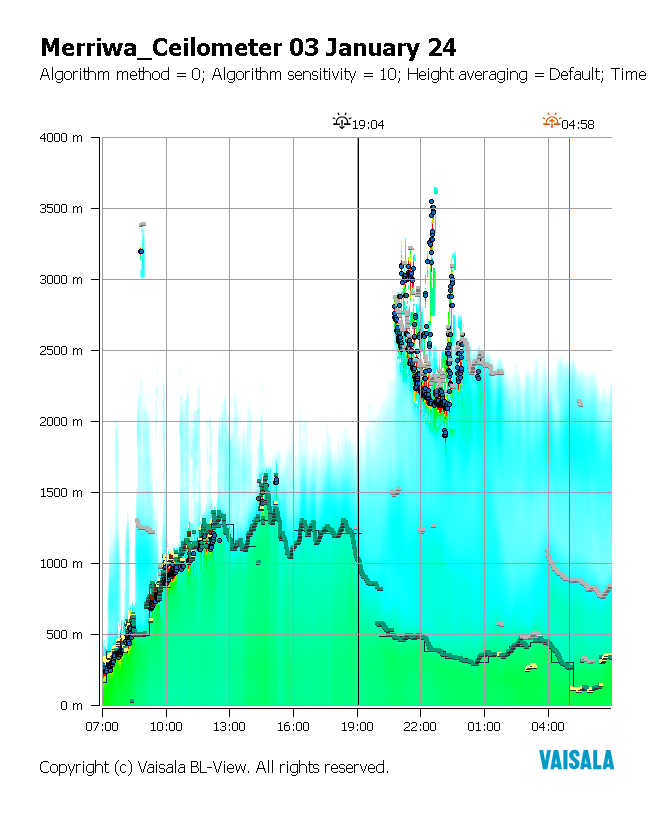 Merriwa_Ceilometer 03 January 24
Algorithm method = 0; Algorithm sensitivity = 10; Height averaging = Default; Time
19:04
04:58
4000 m
3500 m
3000 m
2500 m
2000 m
1500 m
1000 m
500 m
0 m
07:00 10:00 13:00 16:00 19:00 22:00 01:00 04:00
Copyright (c) Vaisala BL-View. All rights reserved.
VAISALA